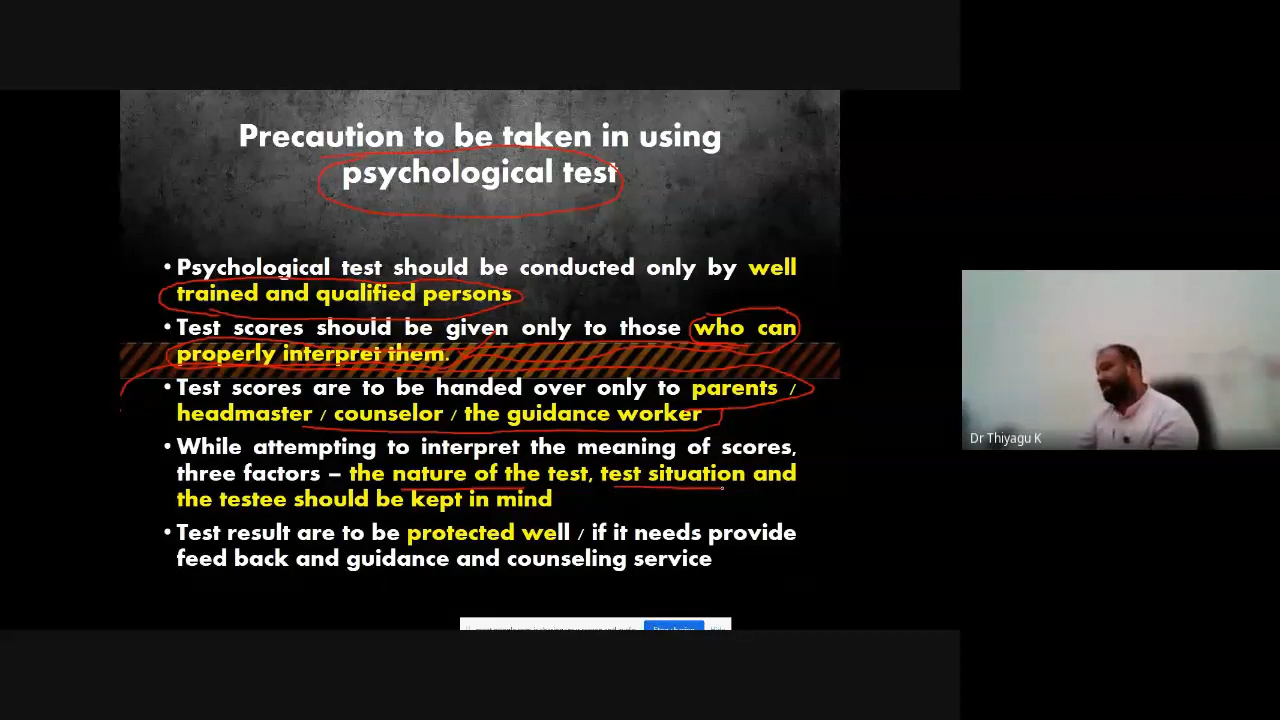 Precaution to be taken in using
psychological test
• Psychological test should be conducted only by well
trained and qualified persons
• Test scores should be given only to those who can
properly interpret them.
• Test scores are to be handed over only to parents /
headmaster / counselor / the guidance worker
• While attempting to interpret the meaning of scores,
three factors – the nature of the test, test situation and
the testee should be kept in mind
• Test result are to be protected well / if it needs provide
feed back and guidance and counseling service
Dr Thiyagu K